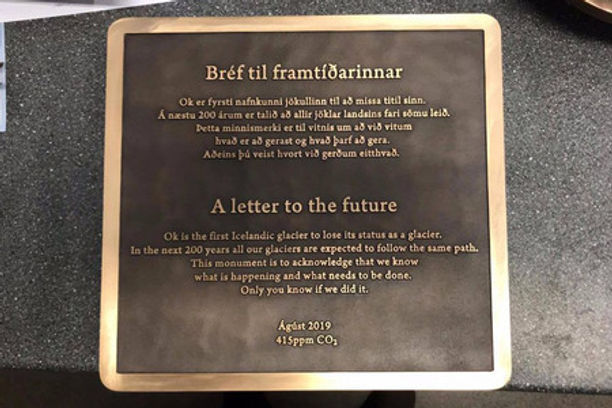 Bréf til framtíðarinnar
Ok er fyrsti nafnkunni jökullinn til að missa titil sinn.
Á næstu 200 árum er talið að allir jöklar landsins fari sömu leið.
Þetta minnismerki er til vitnis um að við vitum
hvað er að gerast og hvað þarf að gera.
Aðeins þú veist hvort við gerðum eitthvað.
A letter to the future
Ok is the first Icelandic glacier to lose its status as a glacier.
In the next 200 years all our glaciers are expected to follow the same path.
This monument is to acknowledge that we know
what is happening and what needs to be done.
Only you know if we did it.
Ágúst 2019
415ppm CO₂